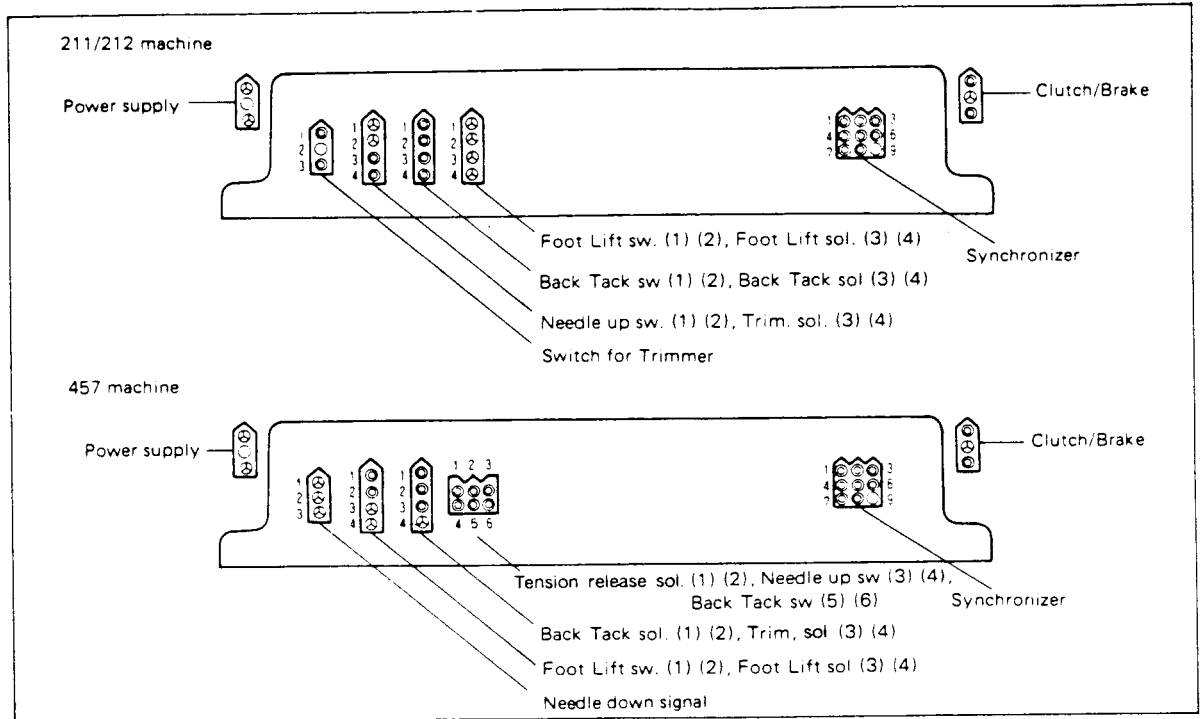 211/212 machine
Power supply
Clutch/Brake
1 2 3
1 2 3 4
1 2 3 4
1 2 3 4
1 3
4 6
7 9
Foot Lift sw. (1) (2), Foot Lift sol. (3) (4)
Synchronizer
Back Tack sw (1) (2), Back Tack sol (3) (4)
Needle up sw. (1) (2), Trim. sol. (3) (4)
Switch for Trimmer
457 machine
Power supply
Clutch/Brake
1 2 3
1 2 3 4
1 2 3 4
1 2 3
4 5 6
1 3
4 6
7 9
Tension release sol. (1) (2), Needle up sw (3) (4),
Back Tack sw (5) (6)
Synchronizer
Back Tack sol. (1) (2), Trim, sol (3) (4)
Foot Lift sw. (1) (2), Foot Lift sol (3) (4)
Needle down signal